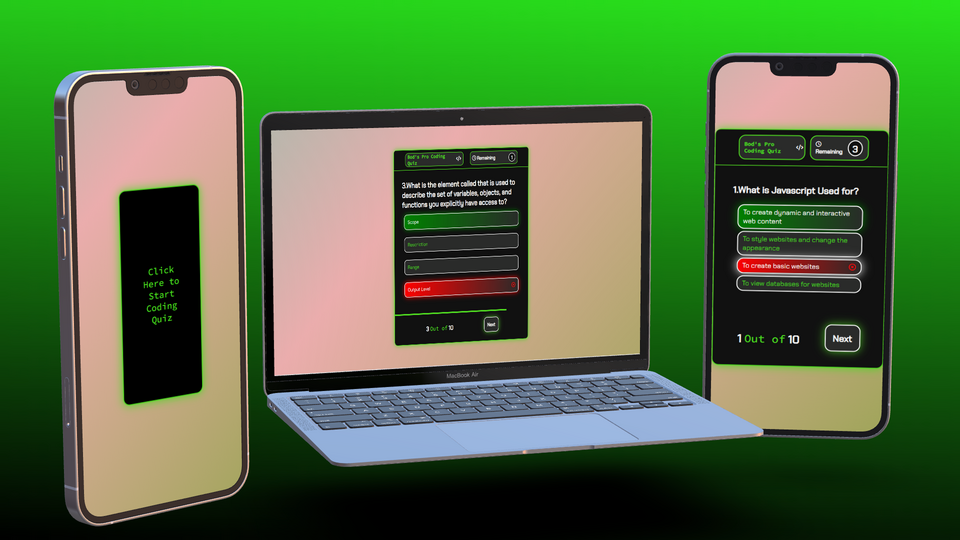 Click
Here to
Start
Coding
Quiz
Bod's Pro Coding
Quiz
</>
Remaining
1
3.What is the element called that is used to
describe the set of variables, objects, and
functions you explicitly have access to?
Scope
Range
Output Level
3 Out of 10
Next
MacBook Air
Bod's Pro
Coding Quiz
</>
Remaining
3
1.What is Javascript Used for?
To create dynamic and interactive
web content
To style websites and change the
appearance
To create basic websites
To view databases for websites
1 Out of 10
Next